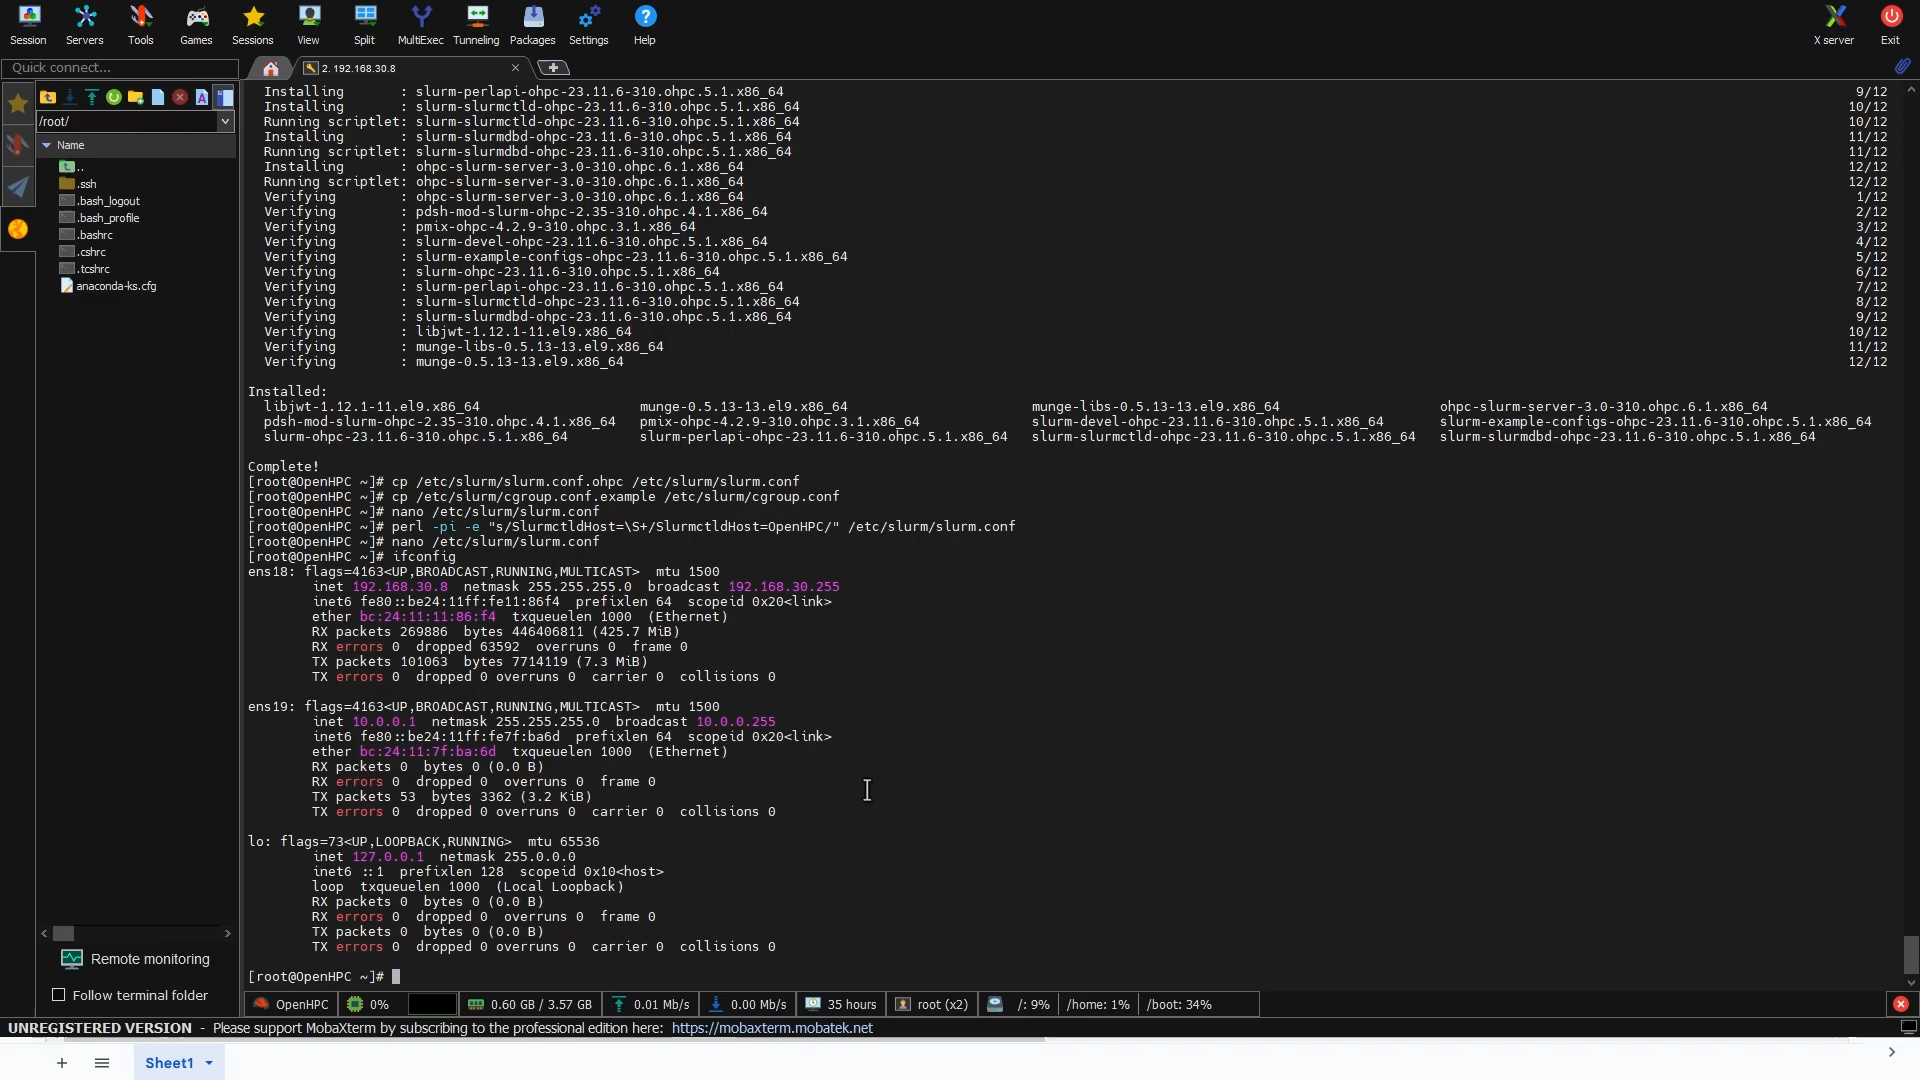 Session
Servers
Tools
Games
Sessions
View
Split
MultiExec
Tunneling
Packages
Settings
Help
X server
Exit
Quick connect...
2. 192.168.30.8
/root/
Name
..
.ssh
.bash_logout
.bash_profile
.bashrc
.cshrc
.tcshrc
anaconda-ks.cfg
Installing : slurm-perlapi-ohpc-23.11.6-310.ohpc.5.1.x86_64 9/12
Installing : slurm-slurmctld-ohpc-23.11.6-310.ohpc.5.1.x86_64 10/12
Running scriptlet: slurm-slurmctld-ohpc-23.11.6-310.ohpc.5.1.x86_64 10/12
Installing : slurm-slurmdbd-ohpc-23.11.6-310.ohpc.5.1.x86_64 11/12
Running scriptlet: slurm-slurmdbd-ohpc-23.11.6-310.ohpc.5.1.x86_64 11/12
Installing : ohpc-slurm-server-3.0-310.ohpc.6.1.x86_64 12/12
Running scriptlet: ohpc-slurm-server-3.0-310.ohpc.6.1.x86_64 12/12
Verifying : ohpc-slurm-server-3.0-310.ohpc.6.1.x86_64 1/12
Verifying : pdsh-mod-slurm-ohpc-2.35-310.ohpc.4.1.x86_64 2/12
Verifying : pmix-ohpc-4.2.9-310.ohpc.3.1.x86_64 3/12
Verifying : slurm-devel-ohpc-23.11.6-310.ohpc.5.1.x86_64 4/12
Verifying : slurm-example-configs-ohpc-23.11.6-310.ohpc.5.1.x86_64 5/12
Verifying : slurm-ohpc-23.11.6-310.ohpc.5.1.x86_64 6/12
Verifying : slurm-perlapi-ohpc-23.11.6-310.ohpc.5.1.x86_64 7/12
Verifying : slurm-slurmctld-ohpc-23.11.6-310.ohpc.5.1.x86_64 8/12
Verifying : slurm-slurmdbd-ohpc-23.11.6-310.ohpc.5.1.x86_64 9/12
Verifying : libjwt-1.12.1-11.el9.x86_64 10/12
Verifying : munge-libs-0.5.13-13.el9.x86_64 11/12
Verifying : munge-0.5.13-13.el9.x86_64 12/12
Installed:
libjwt-1.12.1-11.el9.x86_64 munge-0.5.13-13.el9.x86_64 munge-libs-0.5.13-13.el9.x86_64 ohpc-slurm-server-3.0-310.ohpc.6.1.x86_64
pdsh-mod-slurm-ohpc-2.35-310.ohpc.4.1.x86_64 pmix-ohpc-4.2.9-310.ohpc.3.1.x86_64 slurm-devel-ohpc-23.11.6-310.ohpc.5.1.x86_64 slurm-example-configs-ohpc-23.11.6-310.ohpc.5.1.x86_64
slurm-ohpc-23.11.6-310.ohpc.5.1.x86_64 slurm-perlapi-ohpc-23.11.6-310.ohpc.5.1.x86_64 slurm-slurmctld-ohpc-23.11.6-310.ohpc.5.1.x86_64 slurm-slurmdbd-ohpc-23.11.6-310.ohpc.5.1.x86_64
Complete!
[root@OpenHPC ~]# cp /etc/slurm/slurm.conf.ohpc /etc/slurm/slurm.conf
[root@OpenHPC ~]# cp /etc/slurm/cgroup.conf.example /etc/slurm/cgroup.conf
[root@OpenHPC ~]# nano /etc/slurm/slurm.conf
[root@OpenHPC ~]# perl -pi -e "s/SlurmctldHost=\S+/SlurmctldHost=OpenHPC/" /etc/slurm/slurm.conf
[root@OpenHPC ~]# nano /etc/slurm/slurm.conf
[root@OpenHPC ~]# ifconfig
ens18: flags=4163<UP,BROADCAST,RUNNING,MULTICAST> mtu 1500
inet 192.168.30.8 netmask 255.255.255.0 broadcast 192.168.30.255
inet6 fe80::be24:11ff:fe11:86f4 prefixlen 64 scopeid 0x20<link>
ether bc:24:11:11:86:f4 txqueuelen 1000 (Ethernet)
RX packets 269886 bytes 446406811 (425.7 MiB)
RX errors 0 dropped 63592 overruns 0 frame 0
TX packets 101063 bytes 7714119 (7.3 MiB)
TX errors 0 dropped 0 overruns 0 carrier 0 collisions 0
ens19: flags=4163<UP,BROADCAST,RUNNING,MULTICAST> mtu 1500
inet 10.0.0.1 netmask 255.255.255.0 broadcast 10.0.0.255
inet6 fe80::be24:11ff:fe7f:ba6d prefixlen 64 scopeid 0x20<link>
ether bc:24:11:7f:ba:6d txqueuelen 1000 (Ethernet)
RX packets 0 bytes 0 (0.0 B)
RX errors 0 dropped 0 overruns 0 frame 0
TX packets 53 bytes 3362 (3.2 KiB)
TX errors 0 dropped 0 overruns 0 carrier 0 collisions 0
lo: flags=73<UP,LOOPBACK,RUNNING> mtu 65536
inet 127.0.0.1 netmask 255.0.0.0
inet6 ::1 prefixlen 128 scopeid 0x10<host>
loop txqueuelen 1000 (Local Loopback)
RX packets 0 bytes 0 (0.0 B)
RX errors 0 dropped 0 overruns 0 frame 0
TX packets 0 bytes 0 (0.0 B)
TX errors 0 dropped 0 overruns 0 carrier 0 collisions 0
[root@OpenHPC ~]#
Remote monitoring
Follow terminal folder
OpenHPC 0% 0.60 GB / 3.57 GB 0.01 Mb/s 0.00 Mb/s 35 hours root (x2) /: 9% /home: 1% /boot: 34%
UNREGISTERED VERSION - Please support MobaXterm by subscribing to the professional edition here: https://mobaxterm.mobatek.net
Sheet1